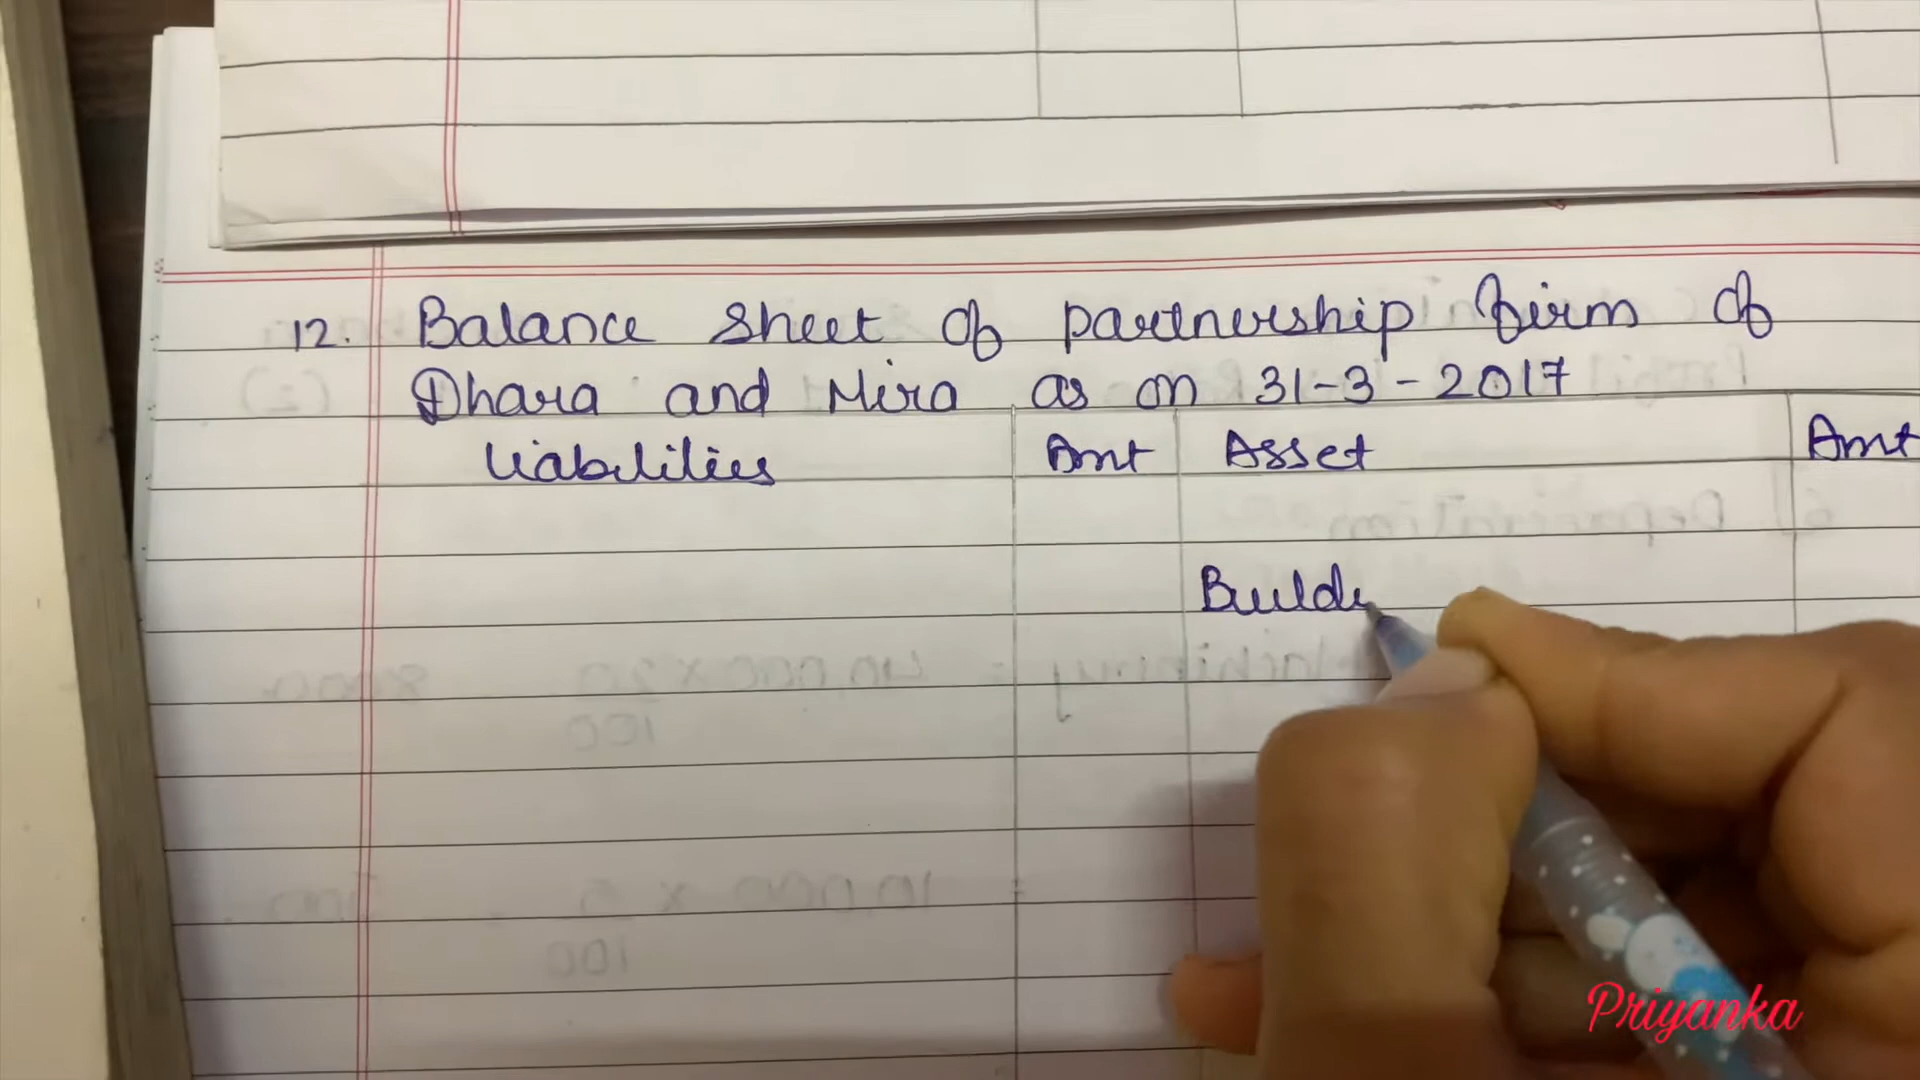 12. Balance sheet of partnership firm of
Dhara and Mira as on 31-3-2017
Liabilities Amt Asset Amt
Buildi
Priyanka